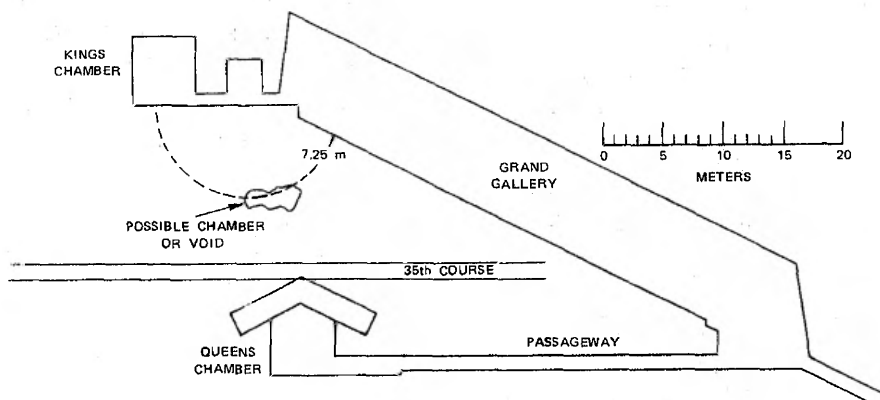 KINGS
CHAMBER
7.25 m
GRAND
GALLERY
0 5 10 15 20
METERS
POSSIBLE CHAMBER
OR VOID
35th COURSE
QUEENS
CHAMBER
PASSAGEWAY